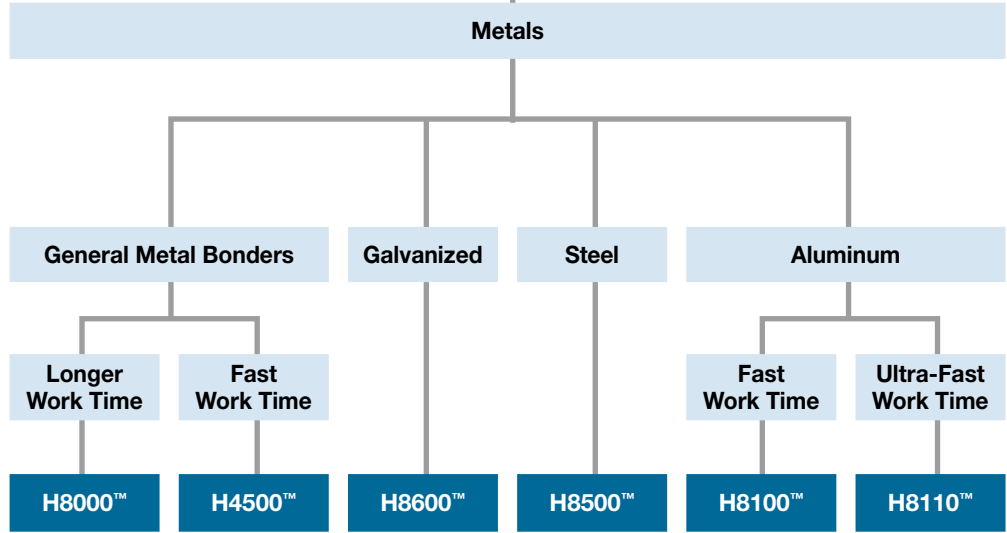 Metals
General Metal Bonders
Galvanized
Steel
Aluminum
Longer
Work Time
Fast
Work Time
Fast
Work Time
Ultra-Fast
Work Time
H8000™
H4500™
H8600™
H8500™
H8100™
H8110™